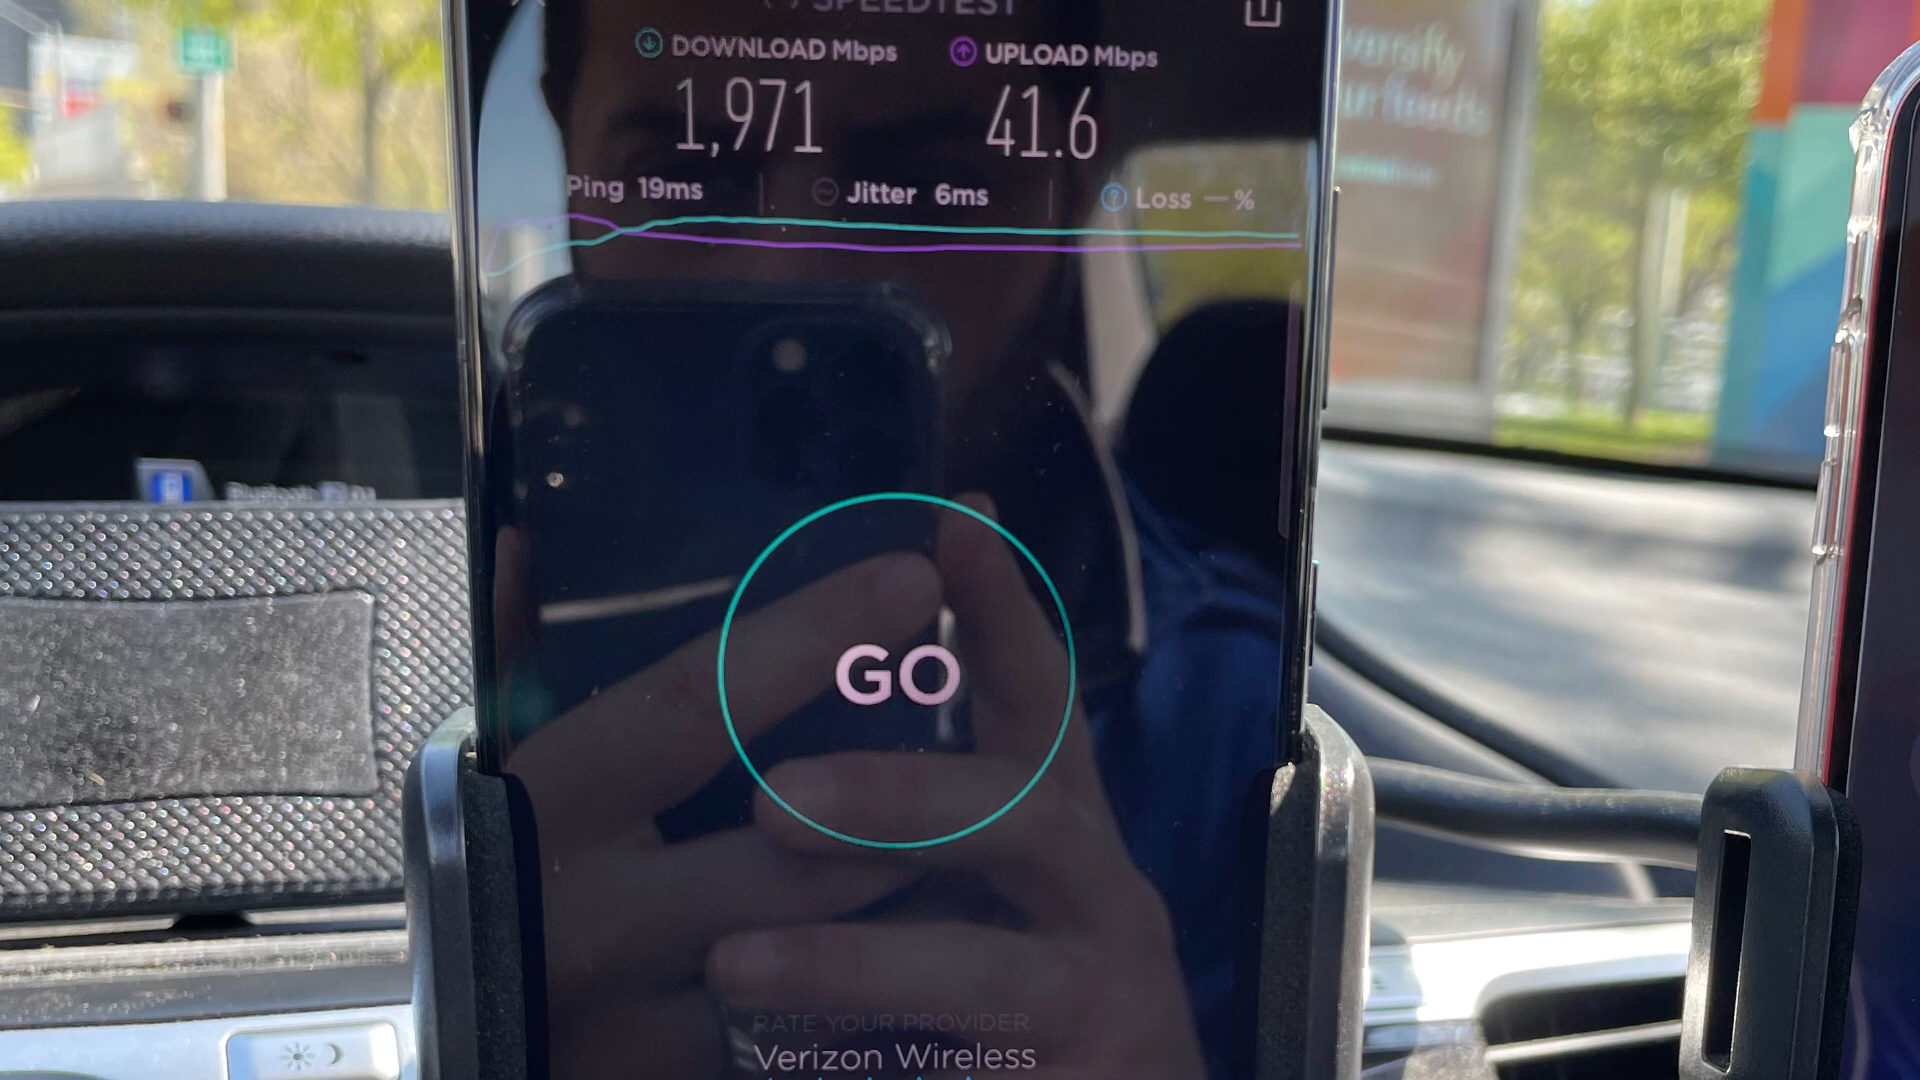 SPEEDTEST
DOWNLOAD Mbps UPLOAD Mbps
1,971 41.6
Ping 19ms Jitter 6ms Loss — %
GO
RATE YOUR PROVIDER
Verizon Wireless